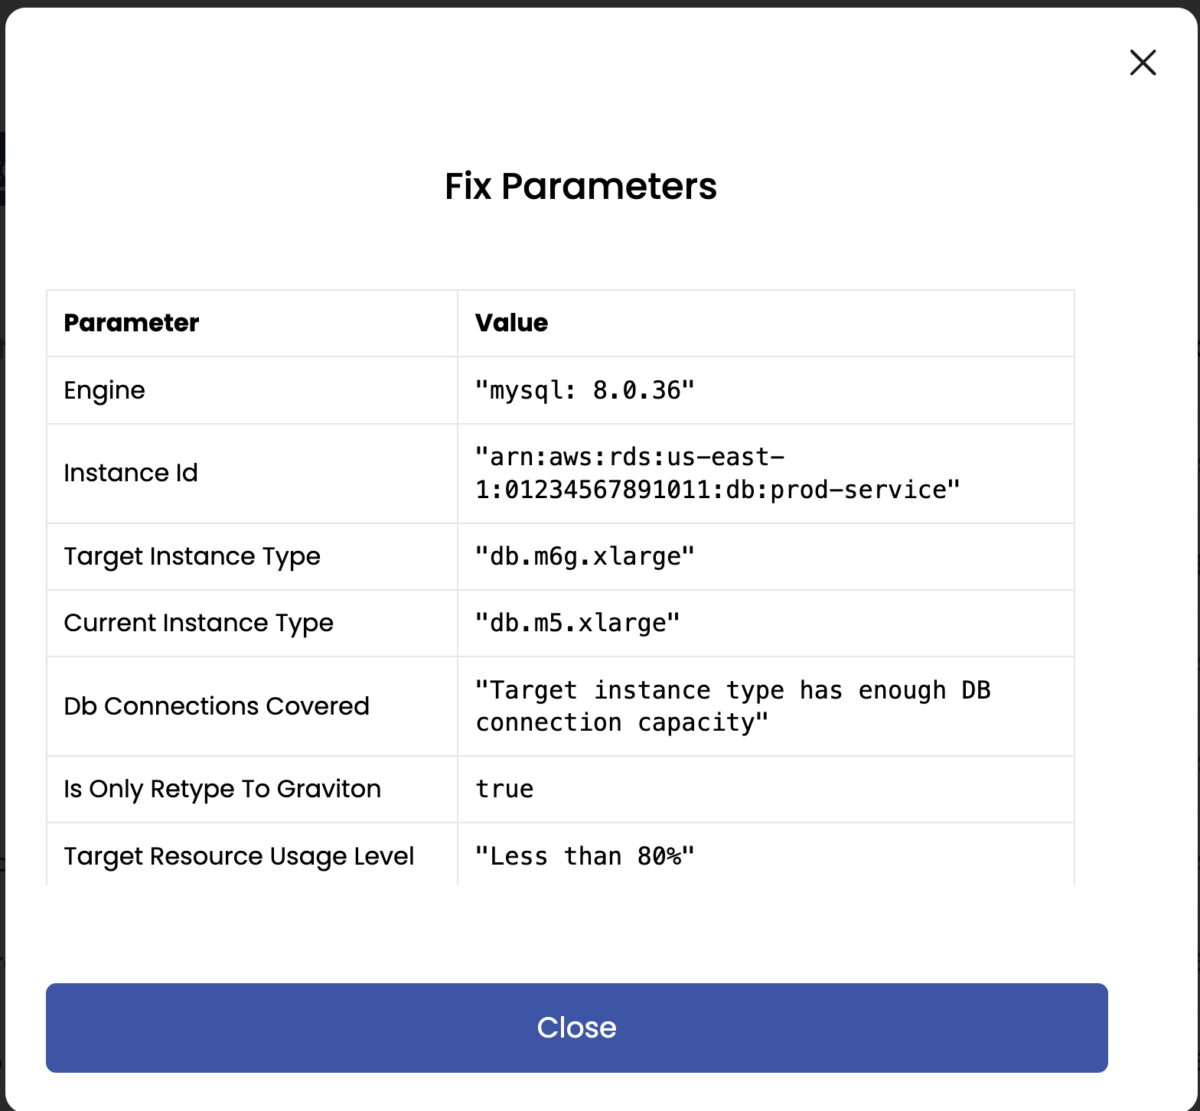 Fix Parameters
Parameter Value
Engine "mysql: 8.0.36"
Instance Id "arn:aws:rds:us-east-
1:01234567891011:db:prod-service"
Target Instance Type "db.m6g.xlarge"
Current Instance Type "db.m5.xlarge"
Db Connections Covered "Target instance type has enough DB
connection capacity"
Is Only Retype To Graviton true
Target Resource Usage Level "Less than 80%"
Close